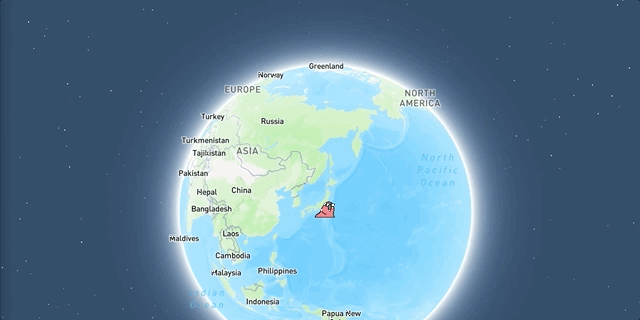 Greenland
Norway
EUROPE
NORTH
AMERICA
Turkey
Russia
Turkmenistan
ASIA
Tajikistan
North
Pacific
Ocean
Pakistan
Nepal
China
Bangladesh
Laos
Maldives
Cambodia
Malaysia
Philippines
Indian
Ocean
Indonesia
Papua New